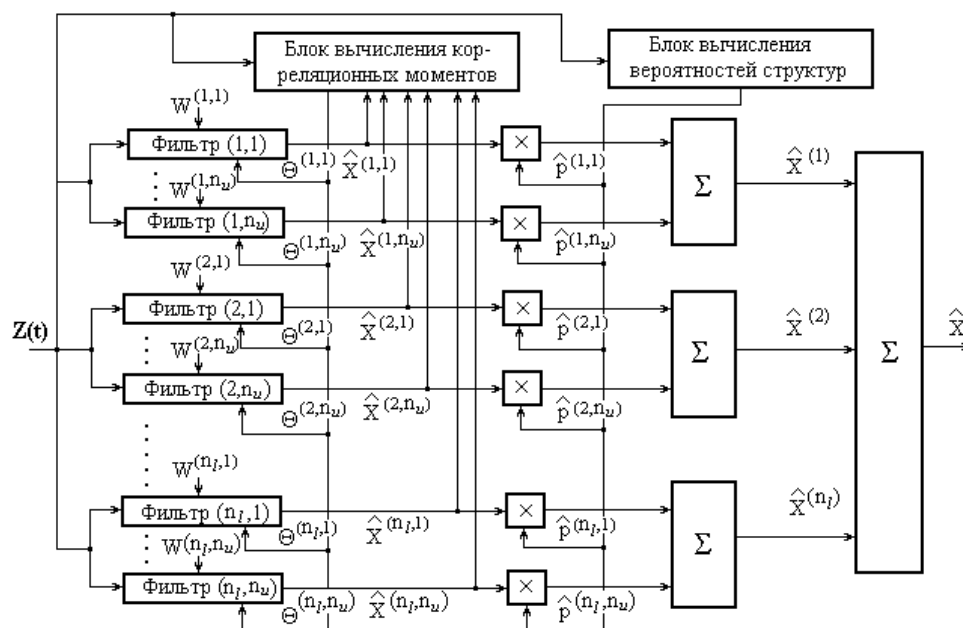 Блок вычисления кор-
реляционных моментов
Блок вычисления
вероятностей структур
W^(1,1)
Фильтр (1,1)
Θ^(1,1) X̂^(1,1)
×
p̂^(1,1)
Σ
X̂^(1)
W^(1,nᵤ)
Фильтр (1,nᵤ)
Θ^(1,nᵤ) X̂^(1,nᵤ)
×
p̂^(1,nᵤ)
W^(2,1)
Фильтр (2,1)
Θ^(2,1) X̂^(2,1)
×
p̂^(2,1)
Z(t)
Σ
X̂^(2)
Σ
X̂
W^(2,nᵤ)
Фильтр (2,nᵤ)
Θ^(2,nᵤ) X̂^(2,nᵤ)
×
p̂^(2,nᵤ)
W^(nₗ,1)
Фильтр (nₗ,1)
Θ^(nₗ,1) X̂^(nₗ,1)
×
p̂^(nₗ,1)
Σ
X̂^(nₗ)
W^(nₗ,nᵤ)
Фильтр (nₗ,nᵤ)
Θ^(nₗ,nᵤ) X̂^(nₗ,nᵤ)
×
p̂^(nₗ,nᵤ)